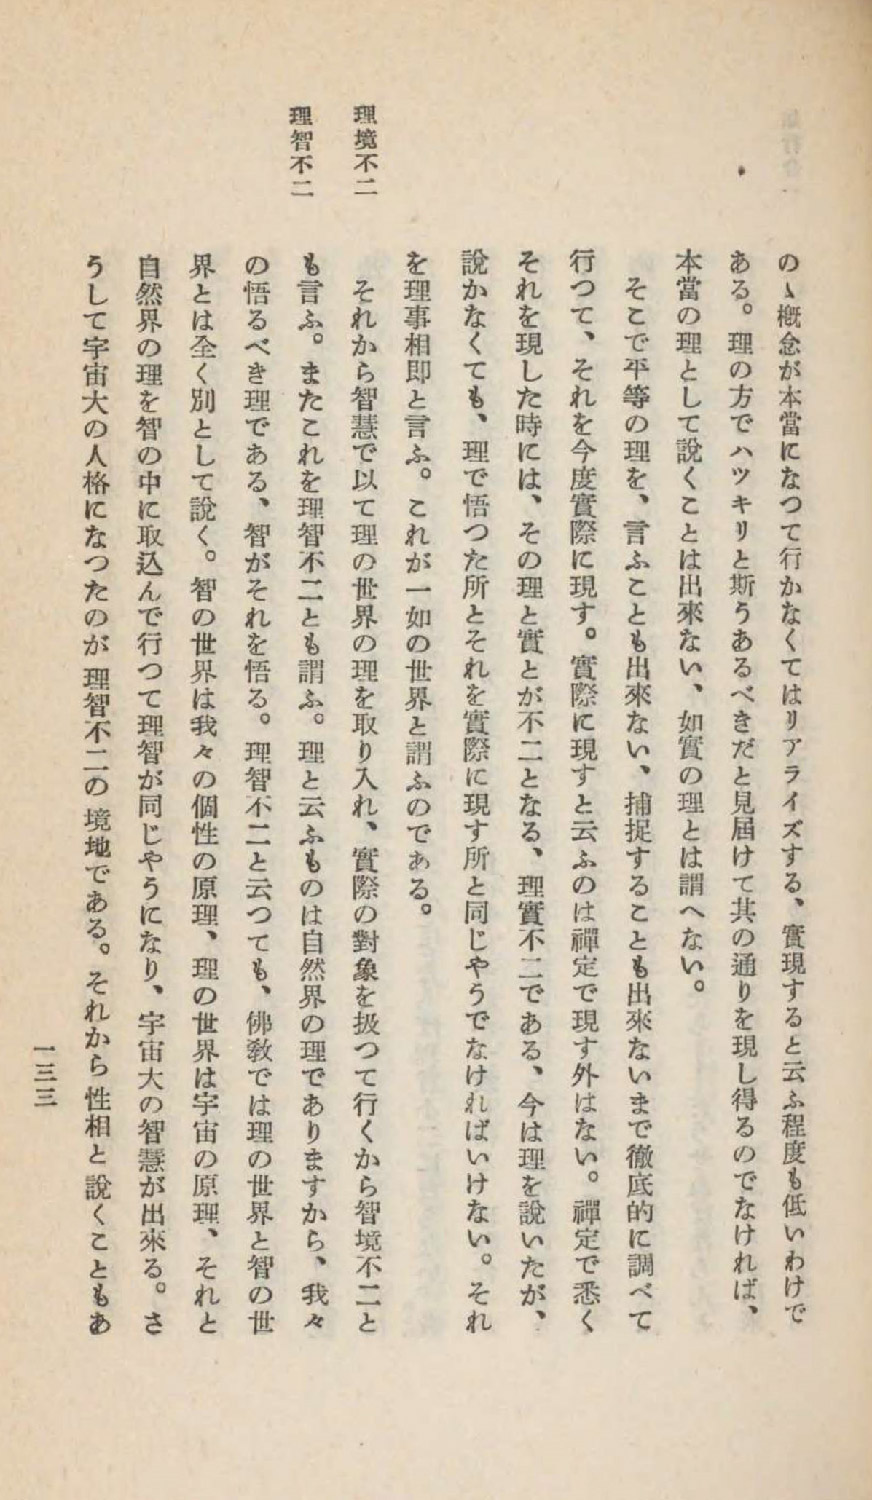 のゝ概念が本當になつて行かなくてはリアライズする、實現すると云ふ程度も低いわけで
ある。理の方でハツキリと斯うあるべきだと見屆けて其の通りを現し得るのでなければ、
本當の理として說くことは出來ない、如實の理とは謂へない。
そこで平等の理を、言ふことも出來ない、捕捉することも出來ないまで徹底的に調べて
行つて、それを今度實際に現す。實際に現すと云ふのは禪定で現す外はない。禪定で悉く
それを現した時には、その理と實とが不二となる、理實不二である、今は理を說いたが、
說かなくても、理で悟つた所とそれを實際に現す所と同じやうでなければいけない。それ
を理事相即と言ふ。これが一如の世界と謂ふのである。
理境不二
それから智慧で以て理の世界の理を取り入れ、實際の對象を扱つて行くから智境不二と
理智不二
も言ふ。またこれを理智不二とも謂ふ。理と云ふものは自然界の理でありますから、我々
の悟るべき理である、智がそれを悟る。理智不二と云つても、佛敎では理の世界と智の世
界とは全く別として說く。智の世界は我々の個性の原理、理の世界は宇宙の原理、それと
自然界の理を智の中に取込んで行つて理智が同じやうになり、宇宙大の智慧が出來る。さ
うして宇宙大の人格になつたのが理智不二の境地である。それから性相と說くこともあ
一三三